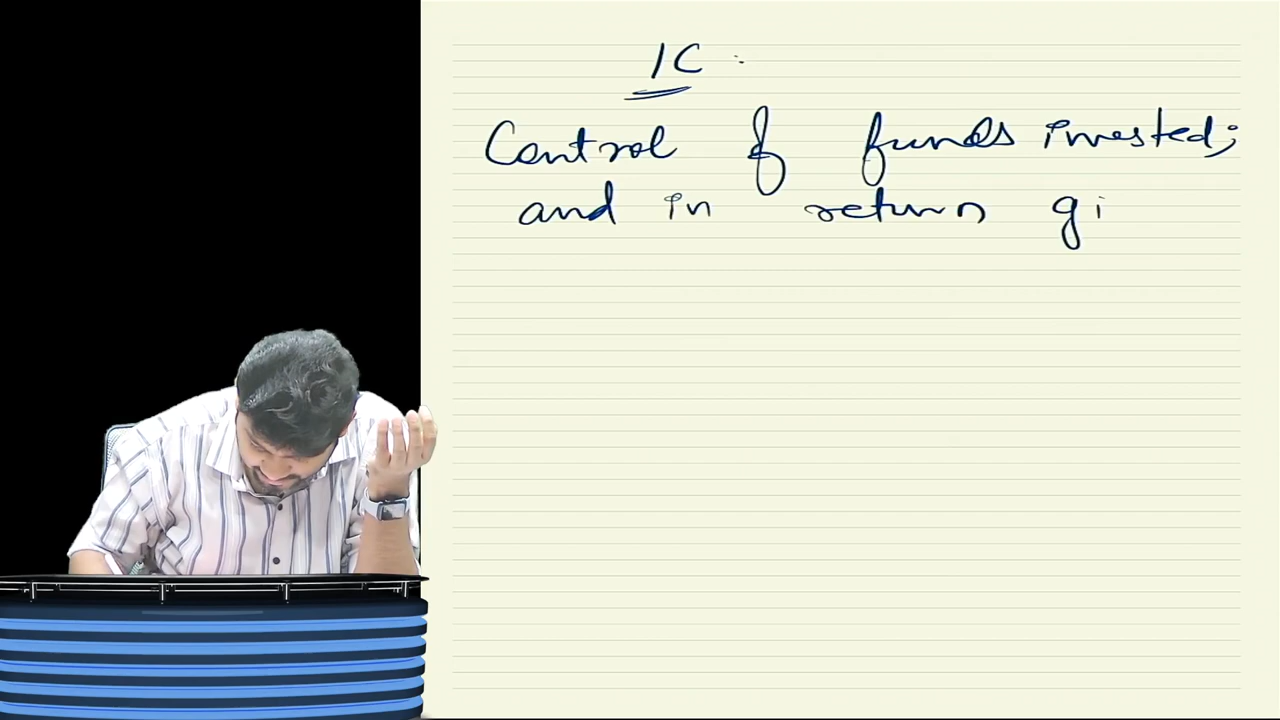 IC :
Control of funds invested;
and in return gi